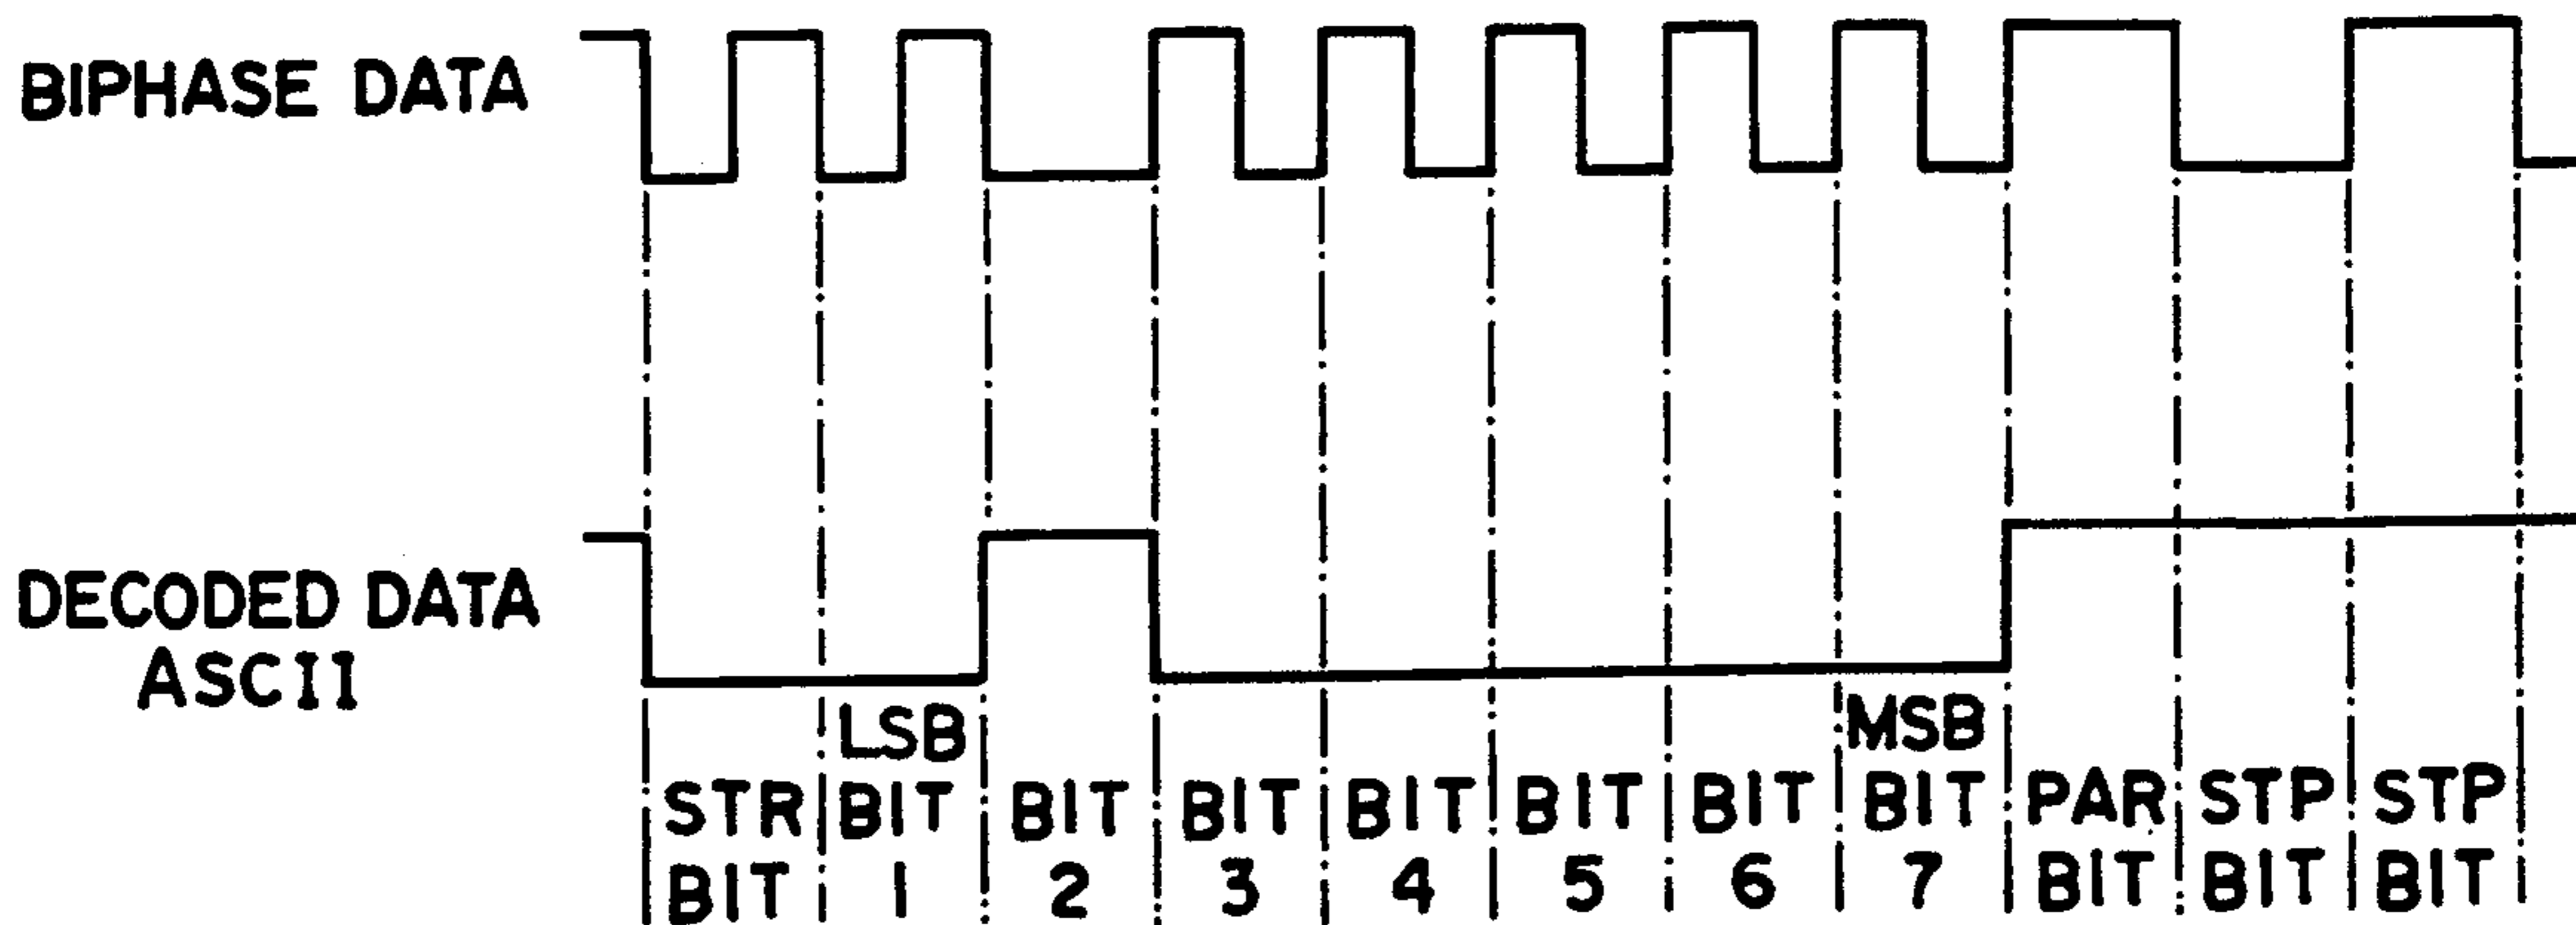 BIPHASE DATA
DECODED DATA
ASCII
LSB MSB
STR BIT BIT BIT BIT BIT BIT BIT PAR STP STP
BIT 1 2 3 4 5 6 7 BIT BIT BIT